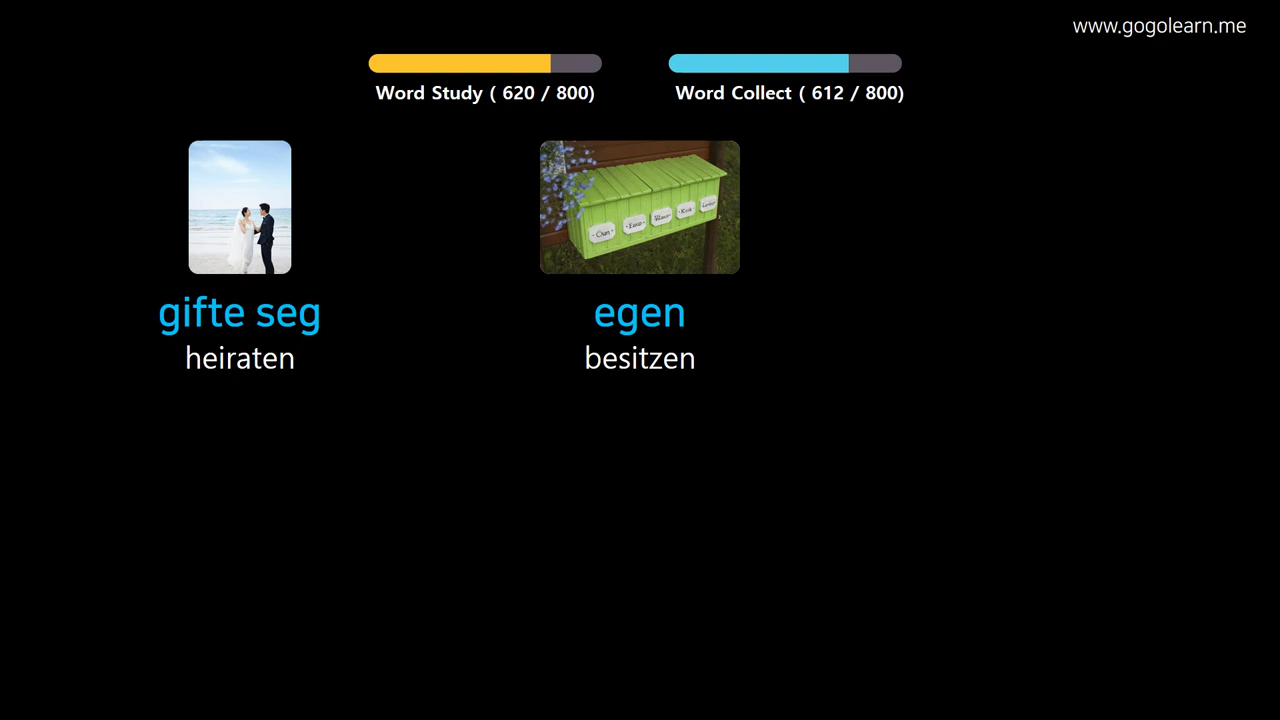 www.gogolearn.me
Word Study ( 620 / 800)
Word Collect ( 612 / 800)
gifte seg
heiraten
egen
besitzen